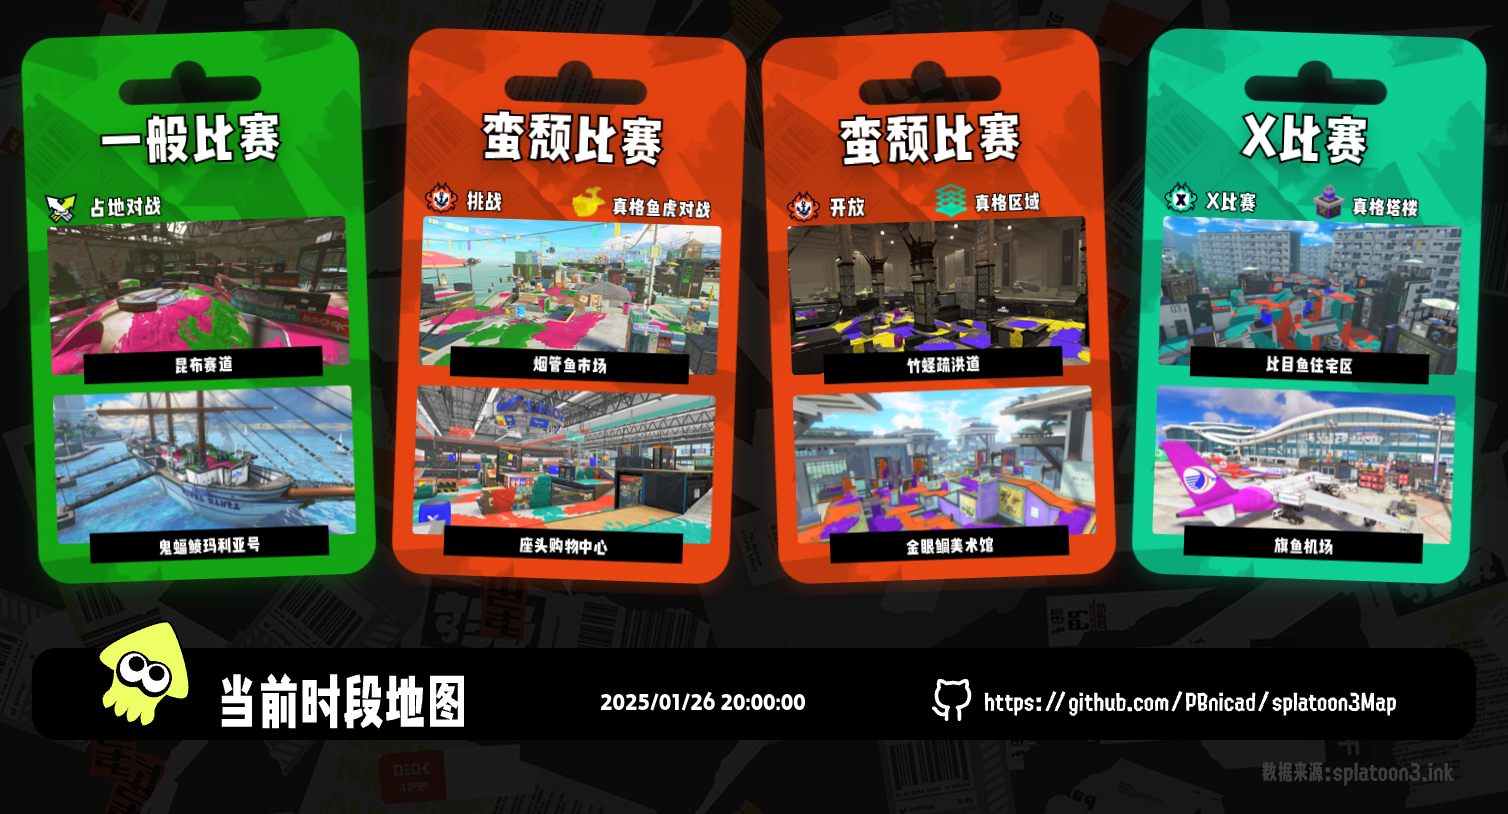 一般比赛
占地对战
昆布赛道
鬼蝠鲼玛利亚号
蛮颓比赛
挑战
真格鱼虎对战
烟管鱼市场
座头购物中心
蛮颓比赛
开放
真格区域
竹蛏疏洪道
金眼鲷美术馆
X比赛
X比赛
真格塔楼
比目鱼住宅区
旗鱼机场
当前时段地图
2025/01/26 20:00:00
https://github.com/PBnicad/splatoon3Map
数据来源:splatoon3.ink